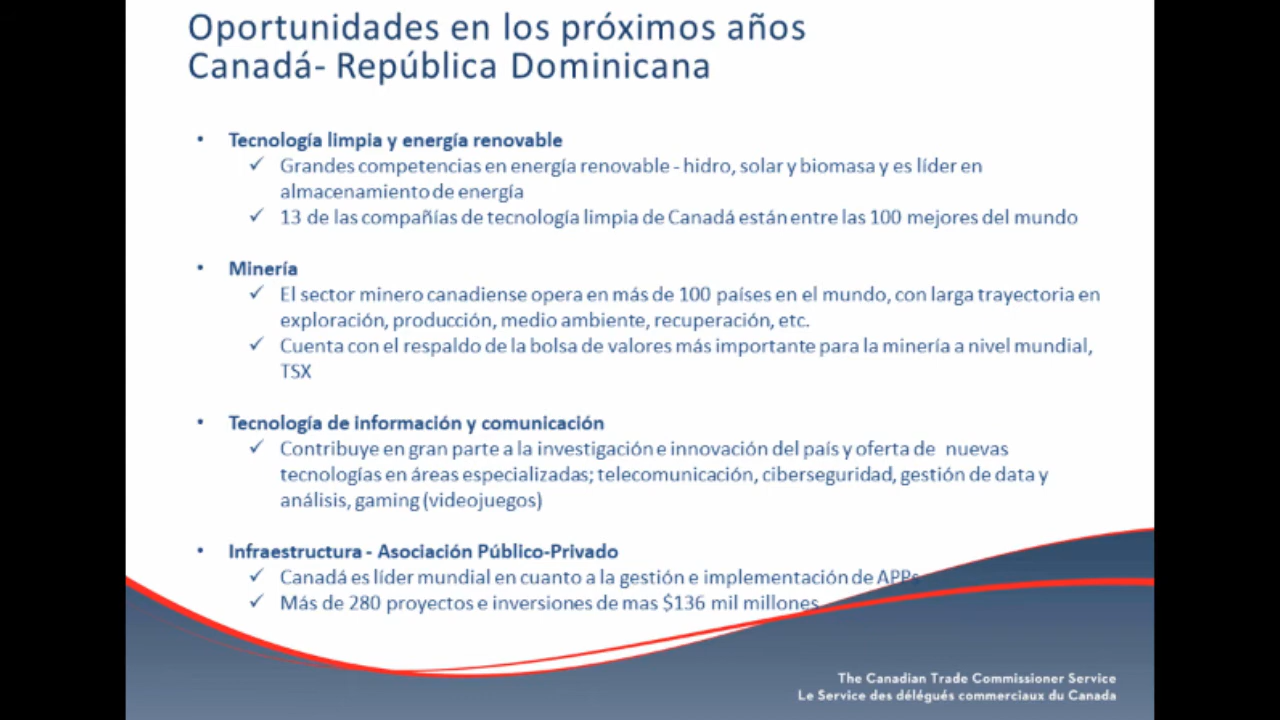 Oportunidades en los próximos años
Canadá- República Dominicana
• Tecnología limpia y energía renovable
✓ Grandes competencias en energía renovable - hidro, solar y biomasa y es líder en
almacenamiento de energía
✓ 13 de las compañías de tecnología limpia de Canadá están entre las 100 mejores del mundo
• Minería
✓ El sector minero canadiense opera en más de 100 países en el mundo, con larga trayectoria en
exploración, producción, medio ambiente, recuperación, etc.
✓ Cuenta con el respaldo de la bolsa de valores más importante para la minería a nivel mundial,
TSX
• Tecnología de información y comunicación
✓ Contribuye en gran parte a la investigación e innovación del país y oferta de nuevas
tecnologías en áreas especializadas; telecomunicación, ciberseguridad, gestión de data y
análisis, gaming (videojuegos)
• Infraestructura - Asociación Público-Privado
✓ Canadá es líder mundial en cuanto a la gestión e implementación de APPs
✓ Más de 280 proyectos e inversiones de mas $136 mil millones
The Canadian Trade Commissioner Service
Le Service des délégués commerciaux du Canada